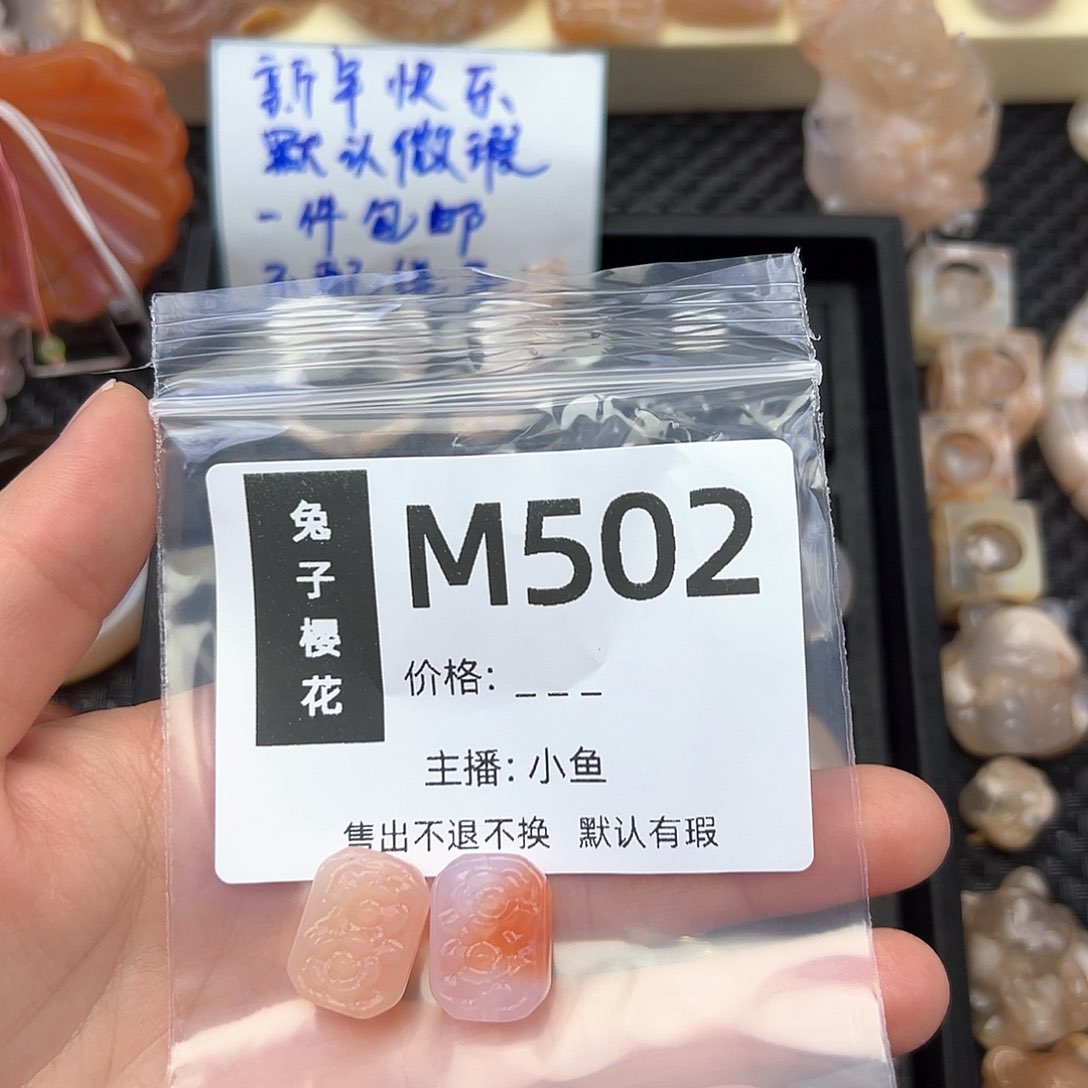 新年快乐
默认微瑕
一件包邮
兔子樱花
M502
价格: _ _ _
主播: 小鱼
售出不退不换 默认有瑕